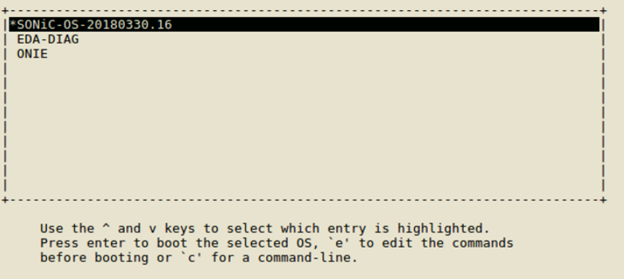 *SONiC-OS-20180330.16
EDA-DIAG
ONIE
Use the ^ and v keys to select which entry is highlighted.
Press enter to boot the selected OS, `e' to edit the commands
before booting or `c' for a command-line.